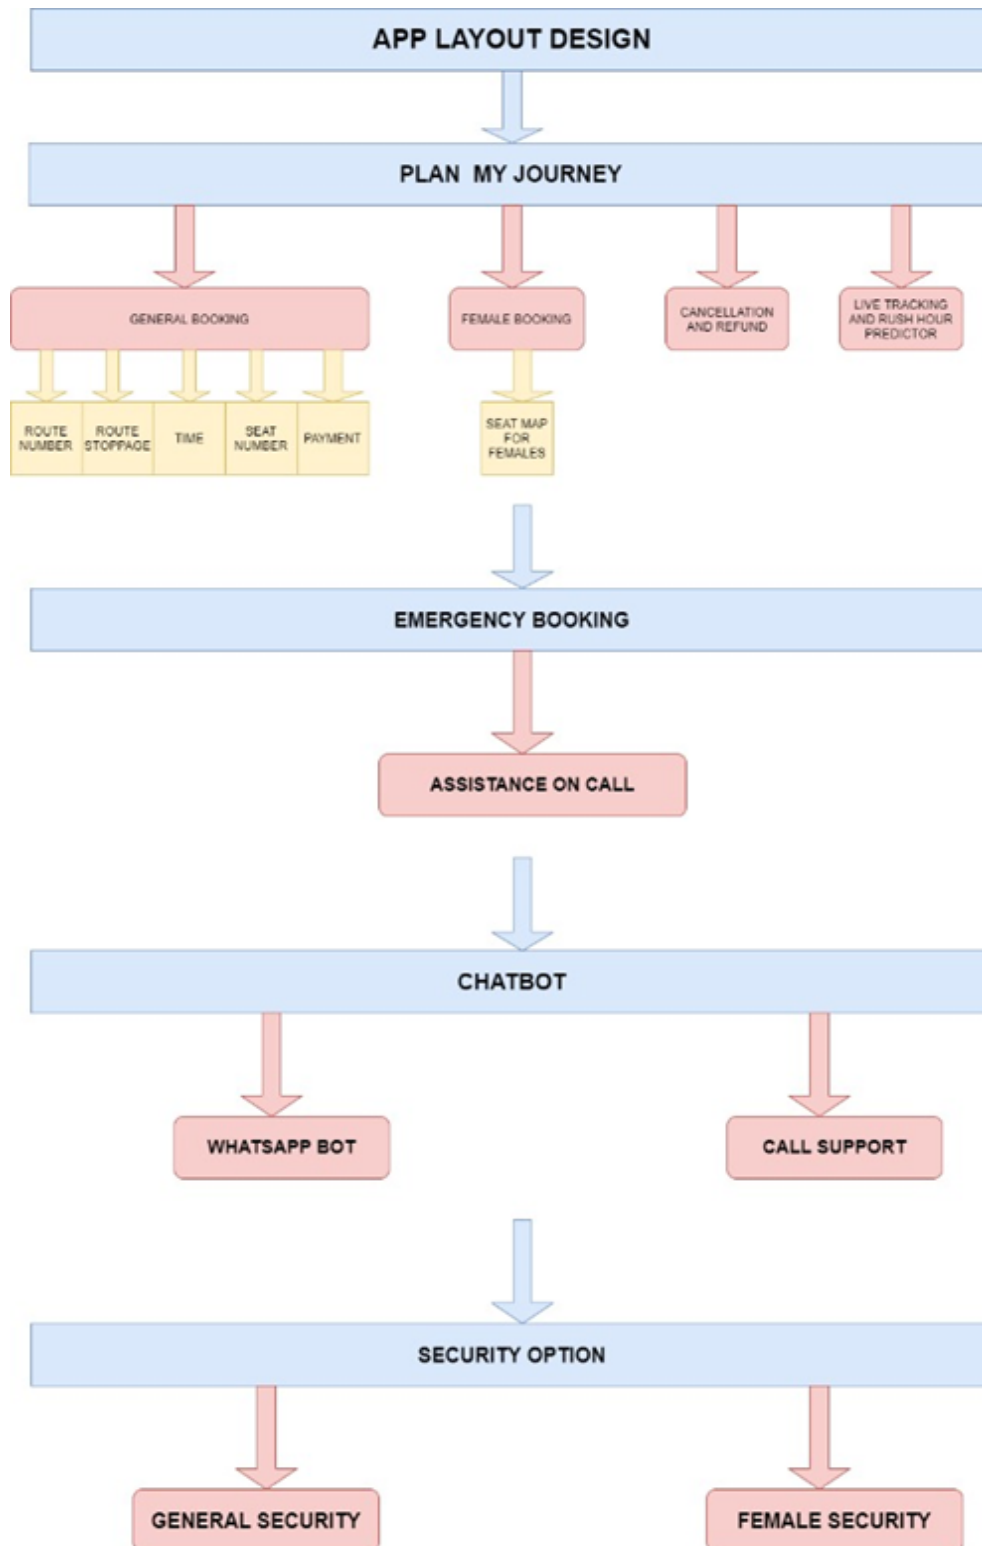 APP LAYOUT DESIGN
PLAN MY JOURNEY
GENERAL BOOKING
FEMALE BOOKING
CANCELLATION
AND REFUND
LIVE TRACKING
AND RUSH HOUR
PREDICTOR
ROUTE
NUMBER
ROUTE
STOPPAGE
TIME
SEAT
NUMBER
PAYMENT
SEAT MAP
FOR
FEMALES
EMERGENCY BOOKING
ASSISTANCE ON CALL
CHATBOT
WHATSAPP BOT
CALL SUPPORT
SECURITY OPTION
GENERAL SECURITY
FEMALE SECURITY